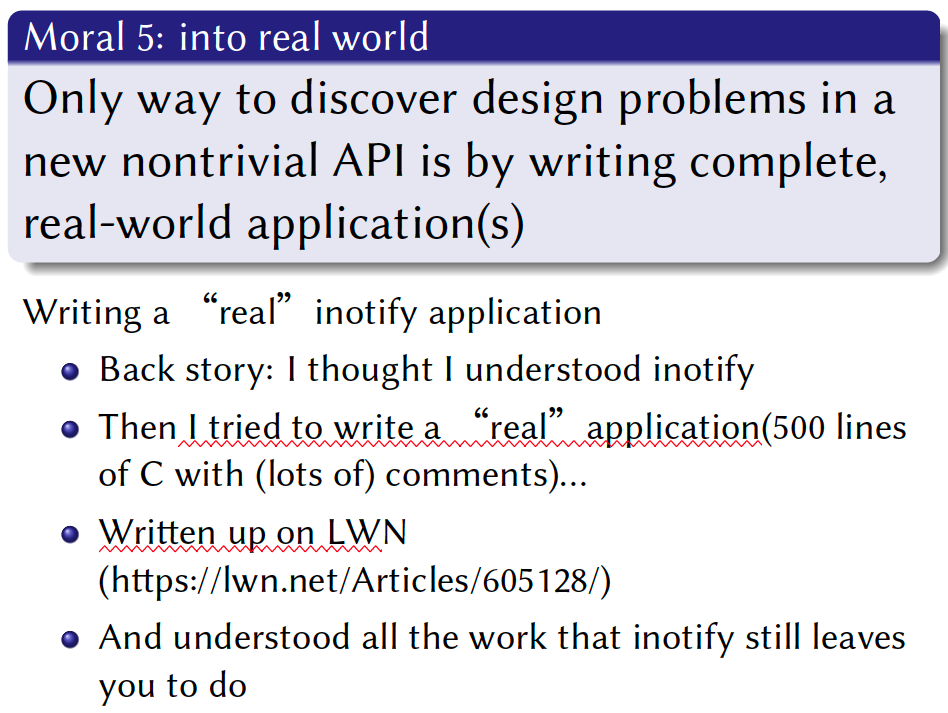 Moral 5: into real world
Only way to discover design problems in a
new nontrivial API is by writing complete,
real-world application(s)
Writing a “real” inotify application
Back story: I thought I understood inotify
Then I tried to write a “real” application(500 lines
of C with (lots of) comments)...
Written up on LWN
(https://lwn.net/Articles/605128/)
And understood all the work that inotify still leaves
you to do